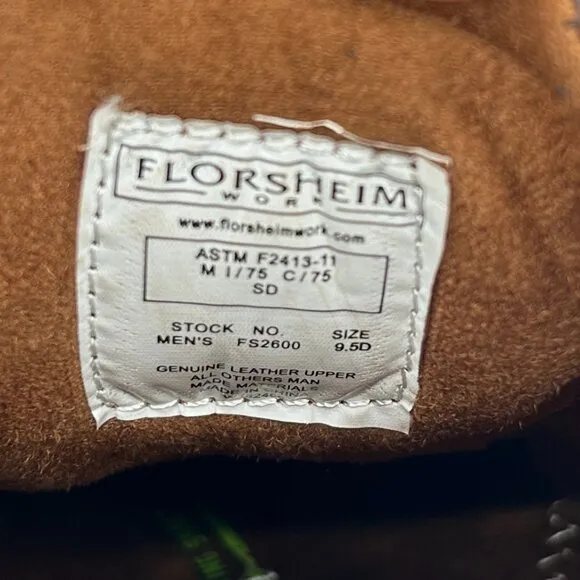 FLORSHEIM
WORK
www.florsheimwork.com
ASTM F2413-11
M I/75 C/75
SD
STOCK NO. SIZE
MEN'S FS2600 9.5D
GENUINE LEATHER UPPER
ALL OTHERS MAN
MADE MATERIALS